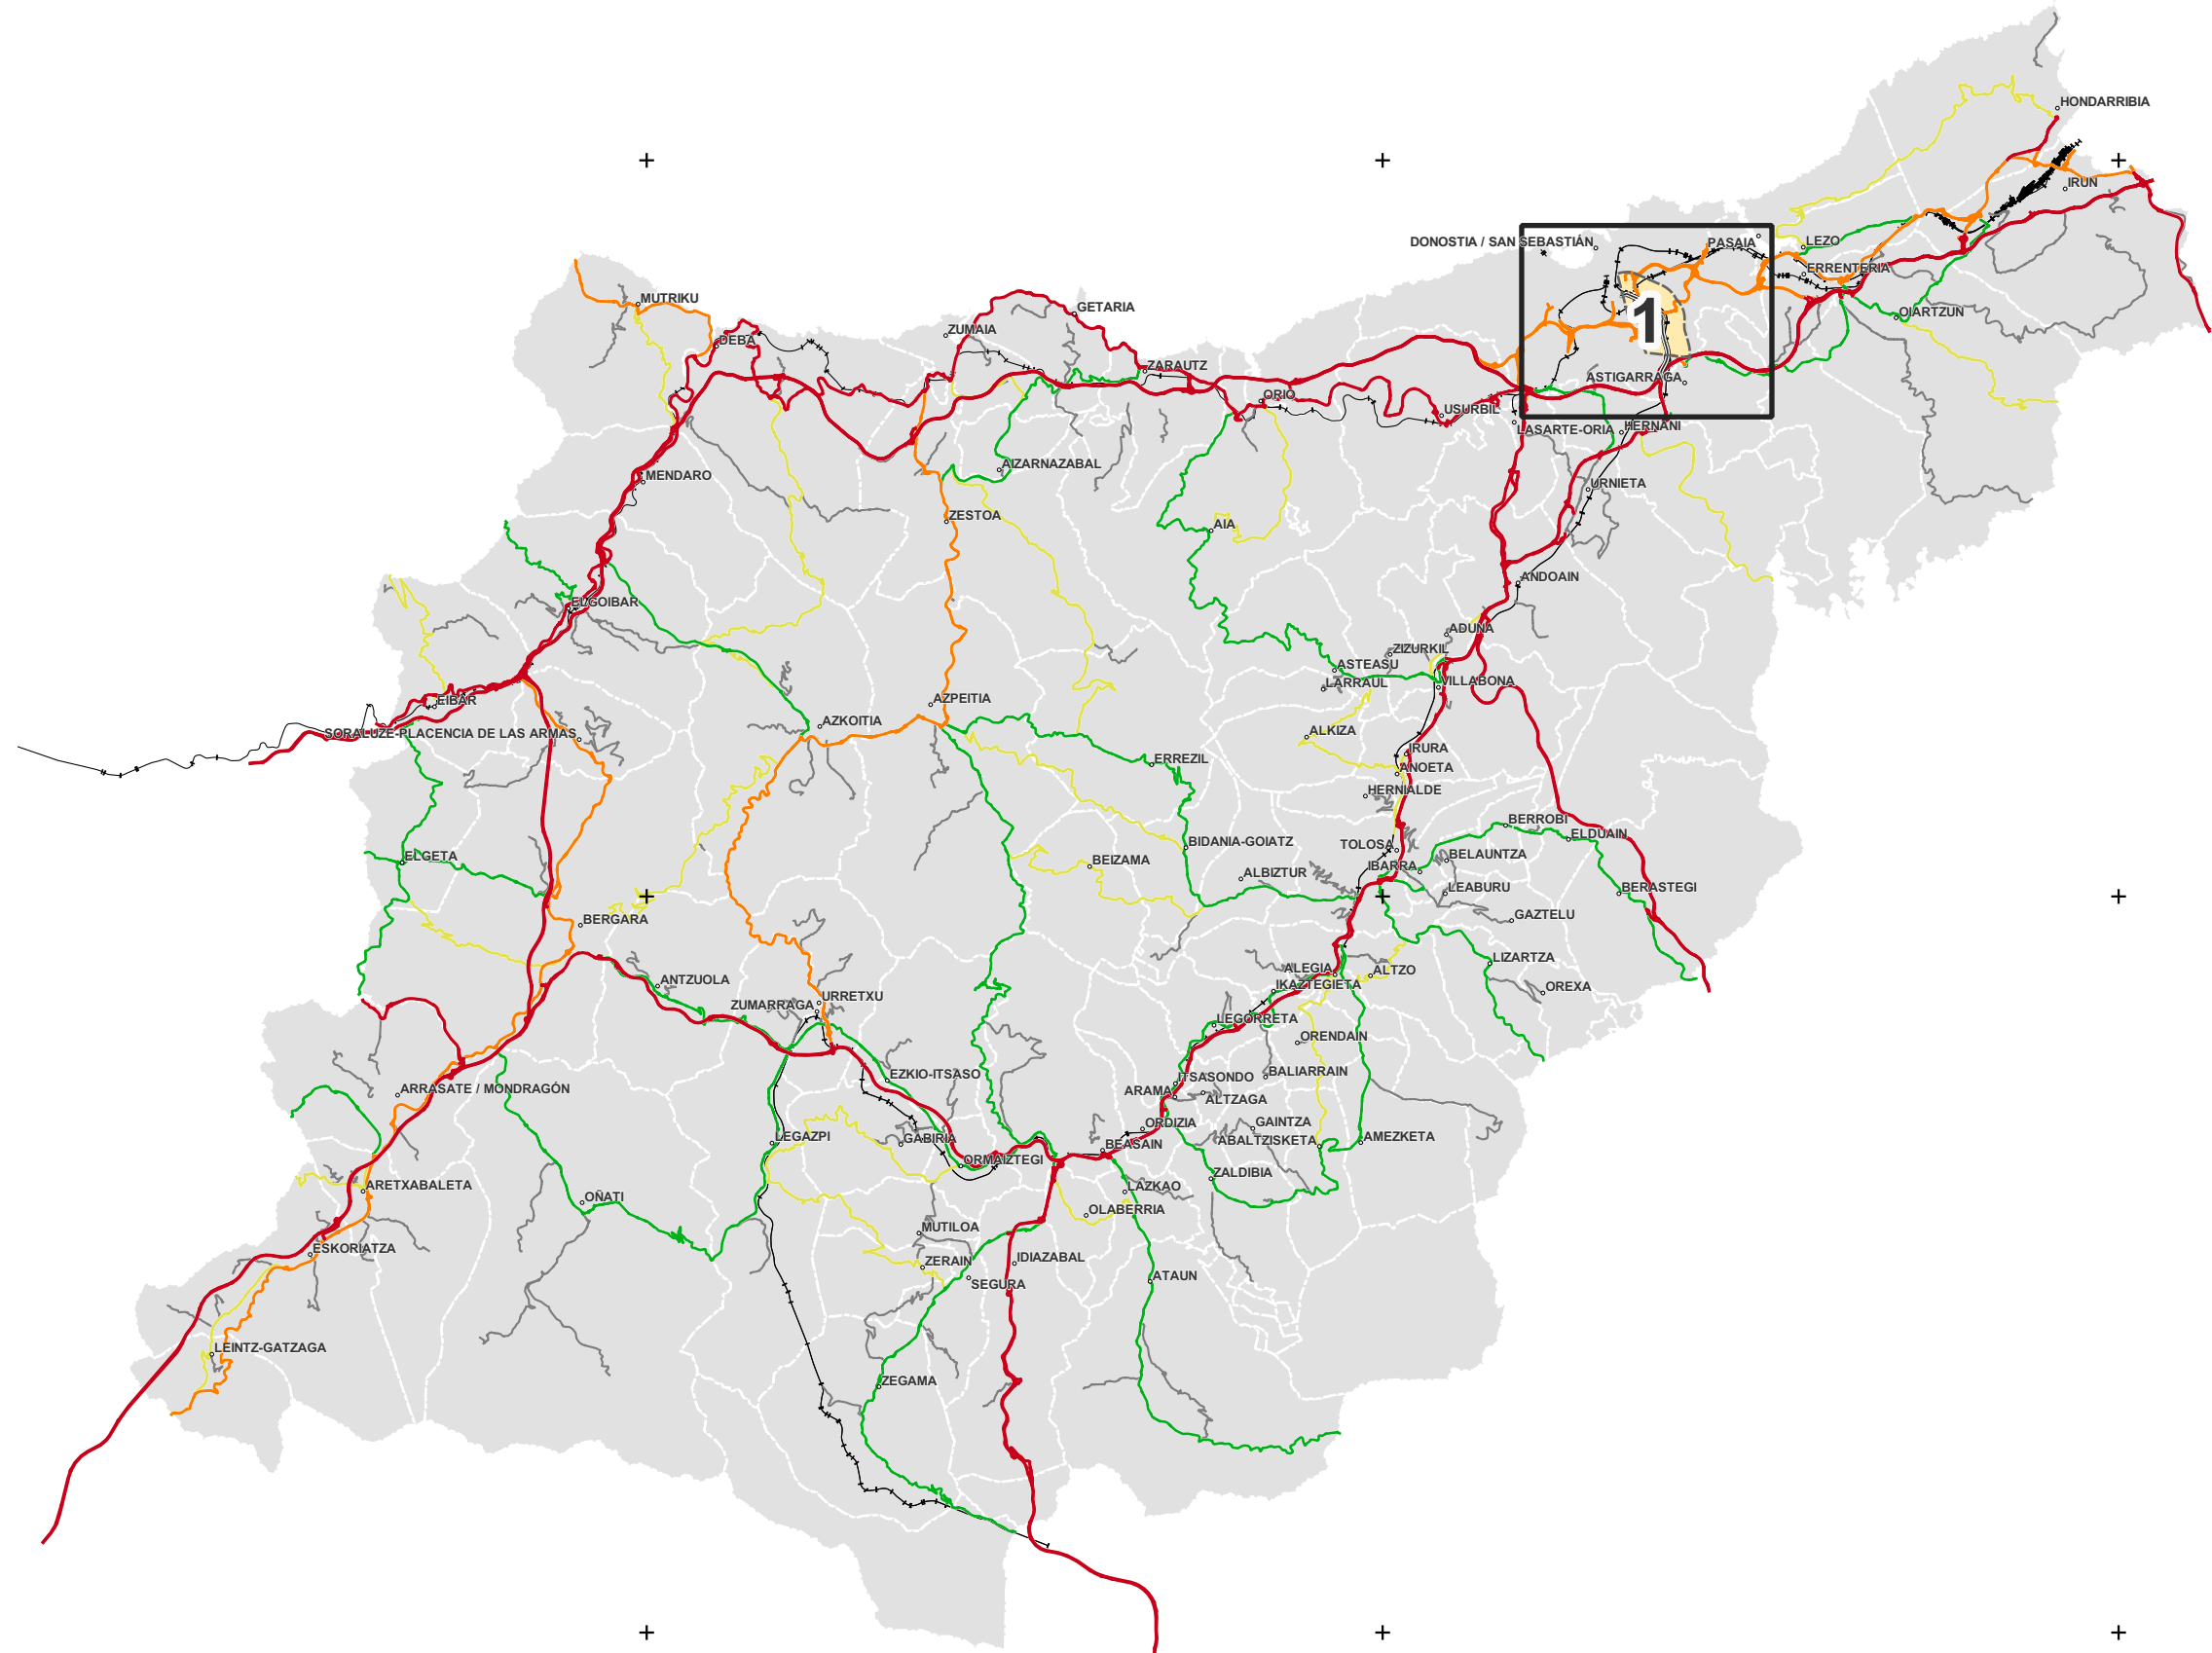 HONDARRIBIA
IRUN
DONOSTIA / SAN SEBASTIÁN
PASAIA
LEZO
ERRENTERIA
MUTRIKU
GETARIA
OIARTZUN
1
ZUMAIA
DEBA
ZARAUTZ
ASTIGARRAGA
ORIO
USURBIL
LASARTE-ORIA
HERNANI
AIZARNAZABAL
MENDARO
URNIETA
ZESTOA
AIA
ANDOAIN
ELGOIBAR
ADUNA
ZIZURKIL
ASTEASU
LARRAUL
VILLABONA
EIBAR
AZPEITIA
AZKOITIA
SORALUZE-PLACENCIA DE LAS ARMAS
ALKIZA
IRURA
ERREZIL
ANOETA
HERNIALDE
BERROBI
ELDUAIN
BIDANIA-GOIATZ
TOLOSA
ELGETA
BEIZAMA
BELAUNTZA
IBARRA
ALBIZTUR
LEABURU
BERASTEGI
BERGARA
GAZTELU
LIZARTZA
ALEGIA
ALTZO
ANTZUOLA
IKAZTEGIETA
OREXA
URRETXU
ZUMARRAGA
LEGORRETA
ORENDAIN
EZKIO-ITSASO
BALIARRAIN
ITSASONDO
ARRASATE / MONDRAGÓN
ARAMA
ALTZAGA
ORDIZIA
GAINTZA
LEGAZPI
GABIRIA
ABALTZISKETA
AMEZKETA
BEASAIN
ORMAIZTEGI
ZALDIBIA
ARETXABALETA
LAZKAO
OÑATI
OLABERRIA
MUTILOA
ESKORIATZA
ZERAIN
IDIAZABAL
SEGURA
ATAUN
LEINTZ-GATZAGA
ZEGAMA